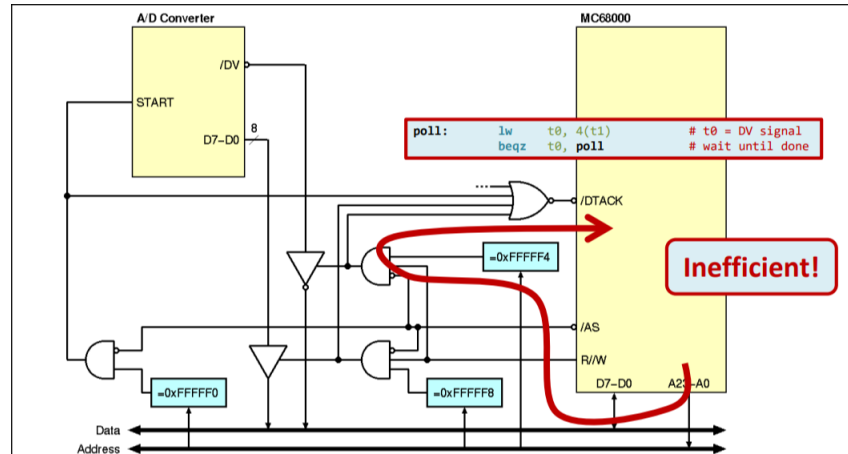 A/D Converter
MC68000
/DV
START
8
D7–D0
poll: lw t0, 4(t1) # t0 = DV signal
beqz t0, poll # wait until done
/DTACK
=0xFFFFF4
Inefficient!
/AS
R//W
=0xFFFFF0
=0xFFFFF8
D7–D0 A23–A0
Data
Address